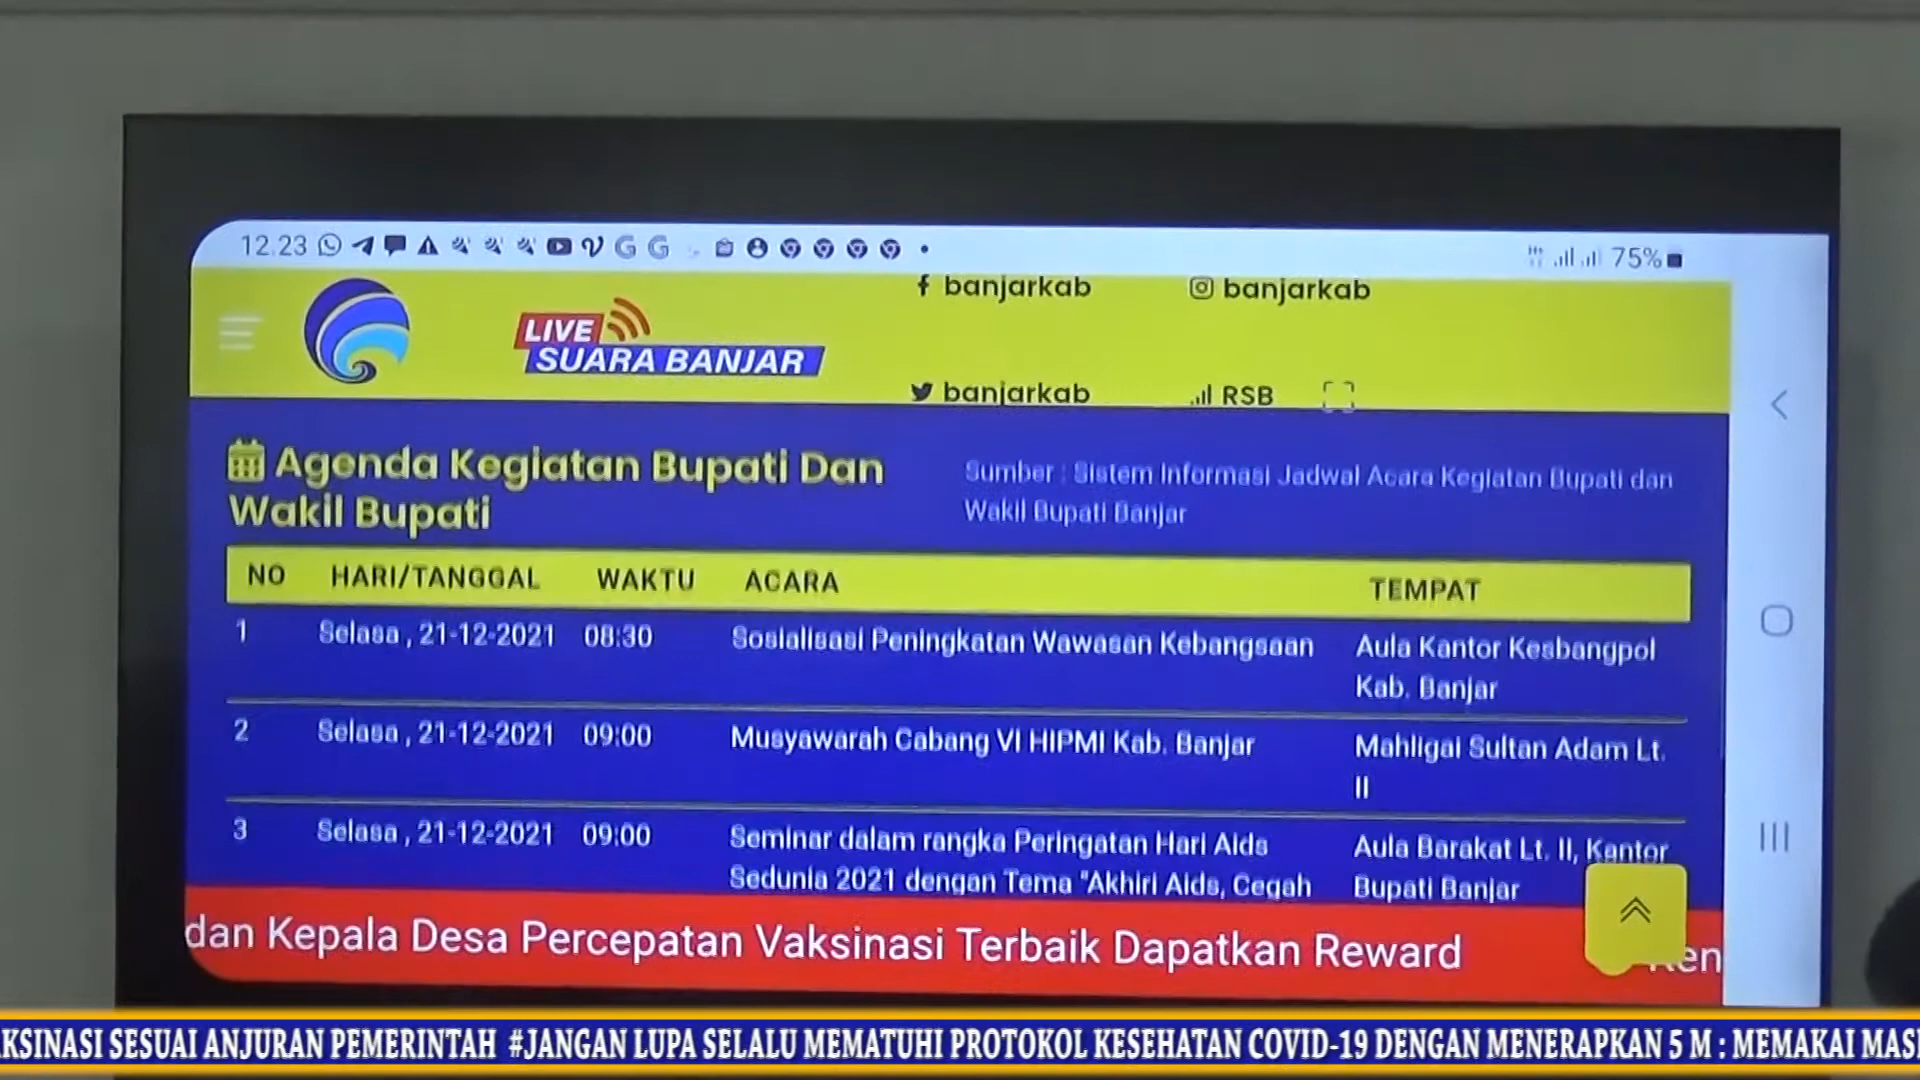 12.23
75%
banjarkab
banjarkab
LIVE
SUARA BANJAR
banjarkab
RSB
Agenda Kegiatan Bupati Dan
Wakil Bupati
Sumber : Sistem Informasi Jadwal Acara Kegiatan Bupati dan
Wakil Bupati Banjar
NO HARI/TANGGAL WAKTU ACARA TEMPAT
1 Selasa , 21-12-2021 08:30 Sosialisasi Peningkatan Wawasan Kebangsaan Aula Kantor Kesbangpol
Kab. Banjar
2 Selasa , 21-12-2021 09:00 Musyawarah Cabang VI HIPMI Kab. Banjar Mahligai Sultan Adam Lt.
II
3 Selasa , 21-12-2021 09:00 Seminar dalam rangka Peringatan Hari Aids Aula Barakat Lt. II, Kantor
Sedunia 2021 dengan Tema "Akhiri Aids, Cegah Bupati Banjar
dan Kepala Desa Percepatan Vaksinasi Terbaik Dapatkan Reward
AKSINASI SESUAI ANJURAN PEMERINTAH #JANGAN LUPA SELALU MEMATUHI PROTOKOL KESEHATAN COVID-19 DENGAN MENERAPKAN 5 M : MEMAKAI MAS